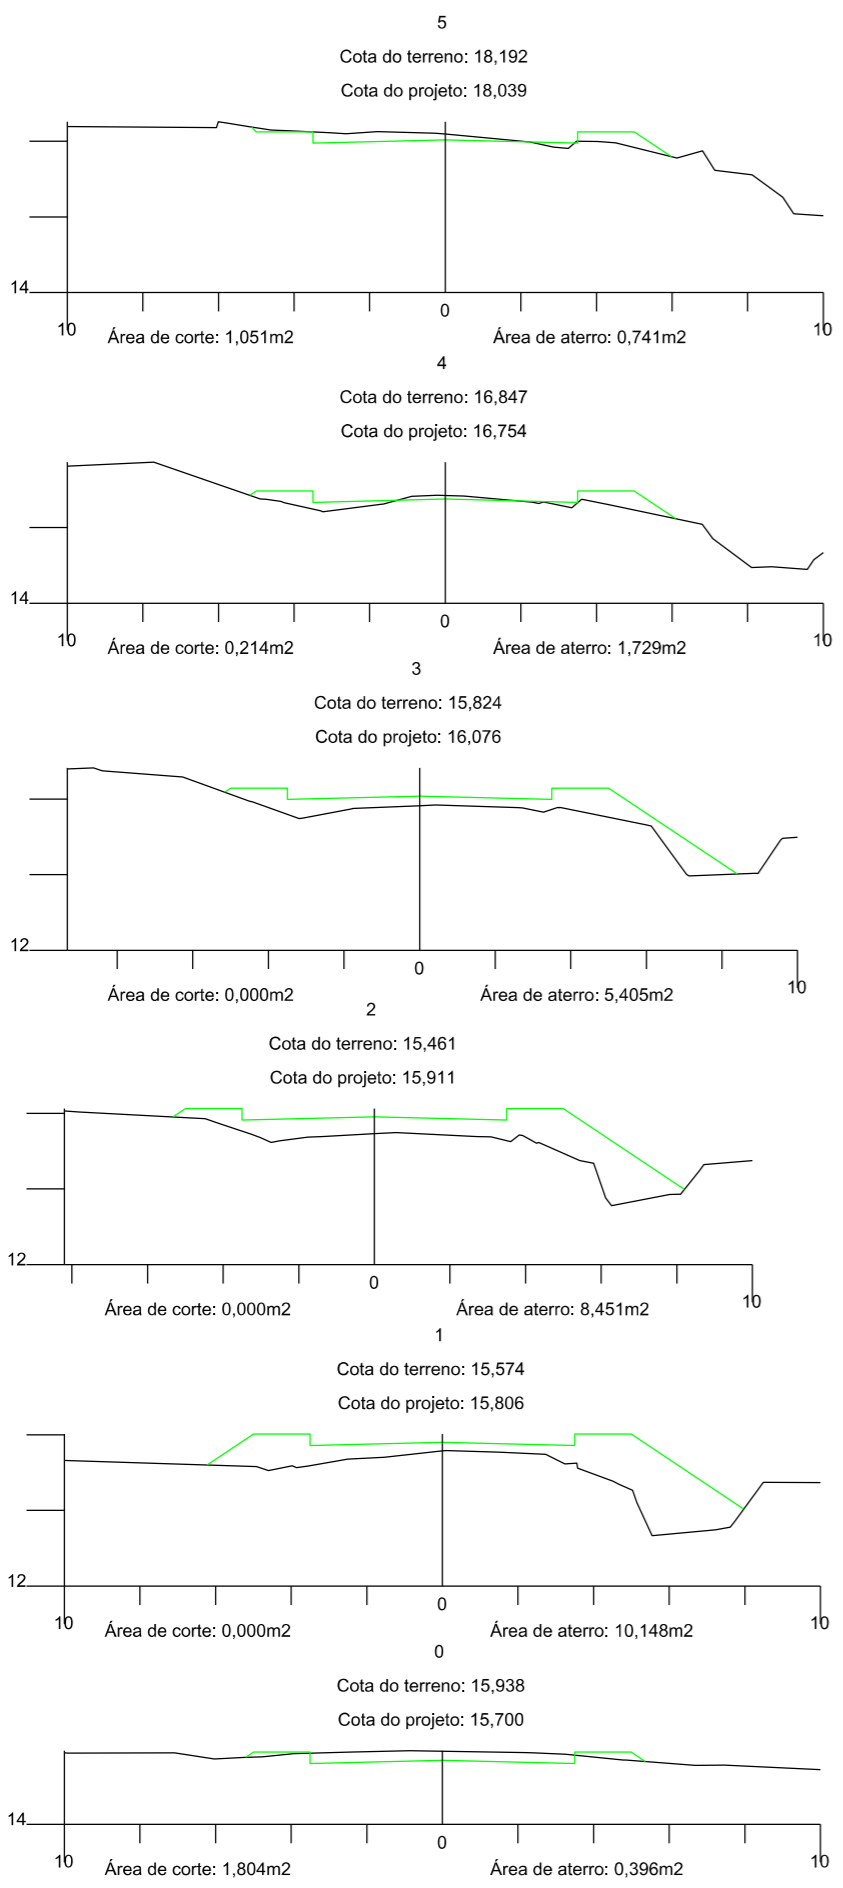 5
Cota do terreno: 18,192
Cota do projeto: 18,039
14
0
10
10
Área de corte: 1,051m2
Área de aterro: 0,741m2
4
Cota do terreno: 16,847
Cota do projeto: 16,754
14
0
10
10
Área de corte: 0,214m2
Área de aterro: 1,729m2
3
Cota do terreno: 15,824
Cota do projeto: 16,076
12
0
10
Área de corte: 0,000m2
Área de aterro: 5,405m2
2
Cota do terreno: 15,461
Cota do projeto: 15,911
12
0
10
Área de corte: 0,000m2
Área de aterro: 8,451m2
1
Cota do terreno: 15,574
Cota do projeto: 15,806
12
0
10
10
Área de corte: 0,000m2
Área de aterro: 10,148m2
0
Cota do terreno: 15,938
Cota do projeto: 15,700
14
0
10
10
Área de corte: 1,804m2
Área de aterro: 0,396m2